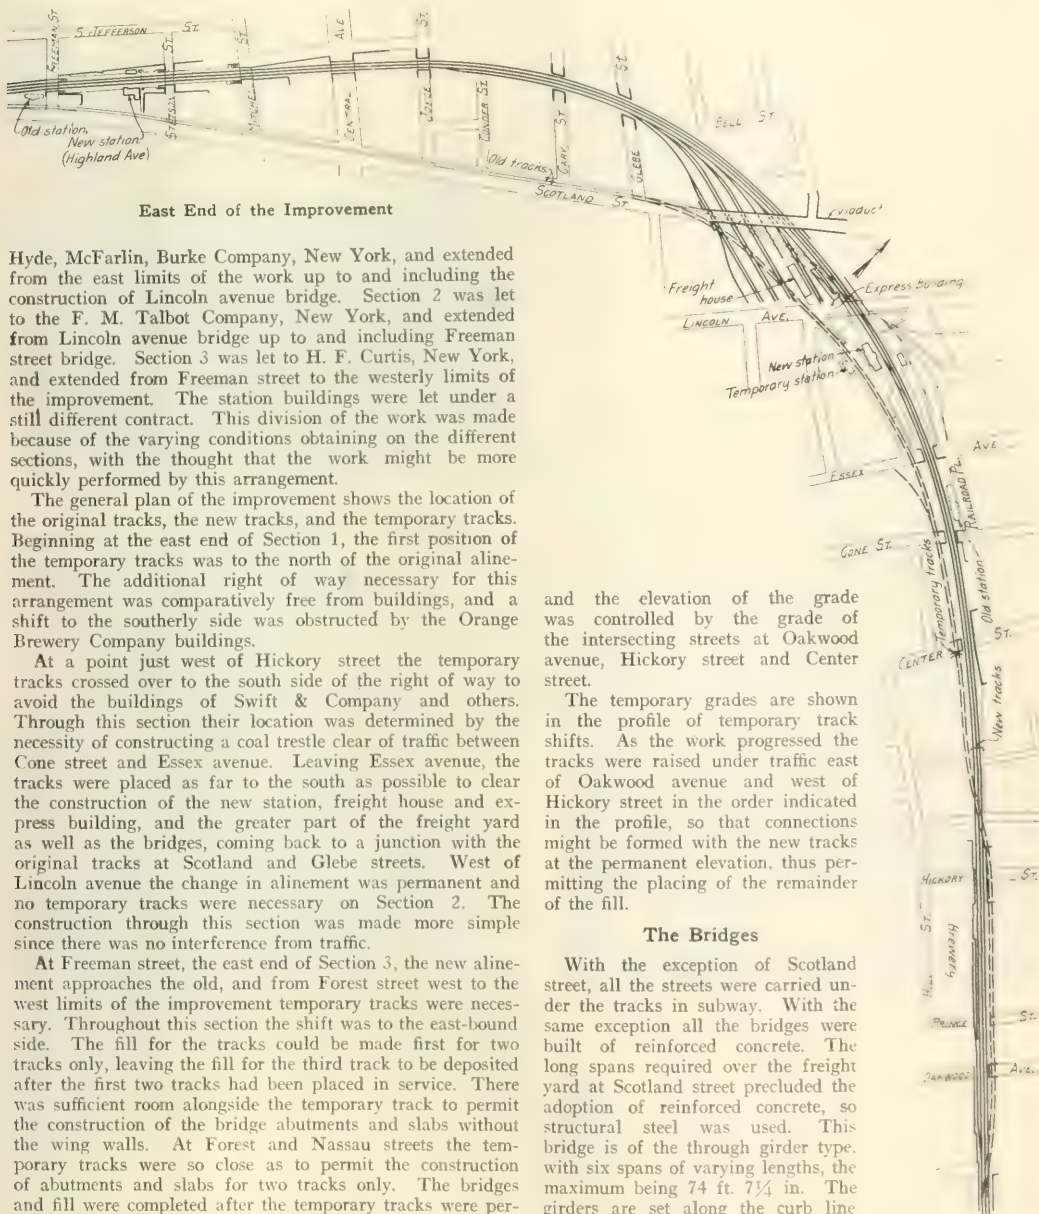 FREEMAN ST
S. JEFFERSON ST.
STETSON ST.
MITCHEL ST.
CENTRAL AVE
JOYCE ST.
CONDER ST
CARY ST
GLEBE ST
BELL ST
Old station.
New station
(Highland Ave)
Old tracks
SCOTLAND ST
Viaduct
Freight
house
Express Building
LINCOLN AVE.
New station
Temporary station
ESSEX AVE
RAILROAD PL.
CONE ST.
Temporary tracks
Old station
CENTER ST.
New tracks
HICKORY ST.
HILL ST.
Brewery
PRINCE ST.
OAKWOOD AVE.
East End of the Improvement
Hyde, McFarlin, Burke Company, New York, and extended
from the east limits of the work up to and including the
construction of Lincoln avenue bridge. Section 2 was let
to the F. M. Talbot Company, New York, and extended
from Lincoln avenue bridge up to and including Freeman
street bridge. Section 3 was let to H. F. Curtis, New York,
and extended from Freeman street to the westerly limits of
the improvement. The station buildings were let under a
still different contract. This division of the work was made
because of the varying conditions obtaining on the different
sections, with the thought that the work might be more
quickly performed by this arrangement.
The general plan of the improvement shows the location of
the original tracks, the new tracks, and the temporary tracks.
Beginning at the east end of Section 1, the first position of
the temporary tracks was to the north of the original aline-
ment. The additional right of way necessary for this
arrangement was comparatively free from buildings, and a
shift to the southerly side was obstructed by the Orange
Brewery Company buildings.
At a point just west of Hickory street the temporary
tracks crossed over to the south side of the right of way to
avoid the buildings of Swift & Company and others.
Through this section their location was determined by the
necessity of constructing a coal trestle clear of traffic between
Cone street and Essex avenue. Leaving Essex avenue, the
tracks were placed as far to the south as possible to clear
the construction of the new station, freight house and ex-
press building, and the greater part of the freight yard
as well as the bridges, coming back to a junction with the
original tracks at Scotland and Glebe streets. West of
Lincoln avenue the change in alinement was permanent and
no temporary tracks were necessary on Section 2. The
construction through this section was made more simple
since there was no interference from traffic.
At Freeman street, the east end of Section 3, the new aline-
ment approaches the old, and from Forest street west to the
west limits of the improvement temporary tracks were neces-
sary. Throughout this section the shift was to the east-bound
side. The fill for the tracks could be made first for two
tracks only, leaving the fill for the third track to be deposited
after the first two tracks had been placed in service. There
was sufficient room alongside the temporary track to permit
the construction of the bridge abutments and slabs without
the wing walls. At Forest and Nassau streets the tem-
porary tracks were so close as to permit the construction
of abutments and slabs for two tracks only. The bridges
and fill were completed after the temporary tracks were per-
and the elevation of the grade
was controlled by the grade of
the intersecting streets at Oakwood
avenue, Hickory street and Center
street.
The temporary grades are shown
in the profile of temporary track
shifts. As the work progressed the
tracks were raised under traffic east
of Oakwood avenue and west of
Hickory street in the order indicated
in the profile, so that connections
might be formed with the new tracks
at the permanent elevation, thus per-
mitting the placing of the remainder
of the fill.
The Bridges
With the exception of Scotland
street, all the streets were carried un-
der the tracks in subway. With the
same exception all the bridges were
built of reinforced concrete. The
long spans required over the freight
yard at Scotland street precluded the
adoption of reinforced concrete, so
structural steel was used. This
bridge is of the through girder type,
with six spans of varying lengths, the
maximum being 74 ft. 7¼ in. The
girders are set along the curb line